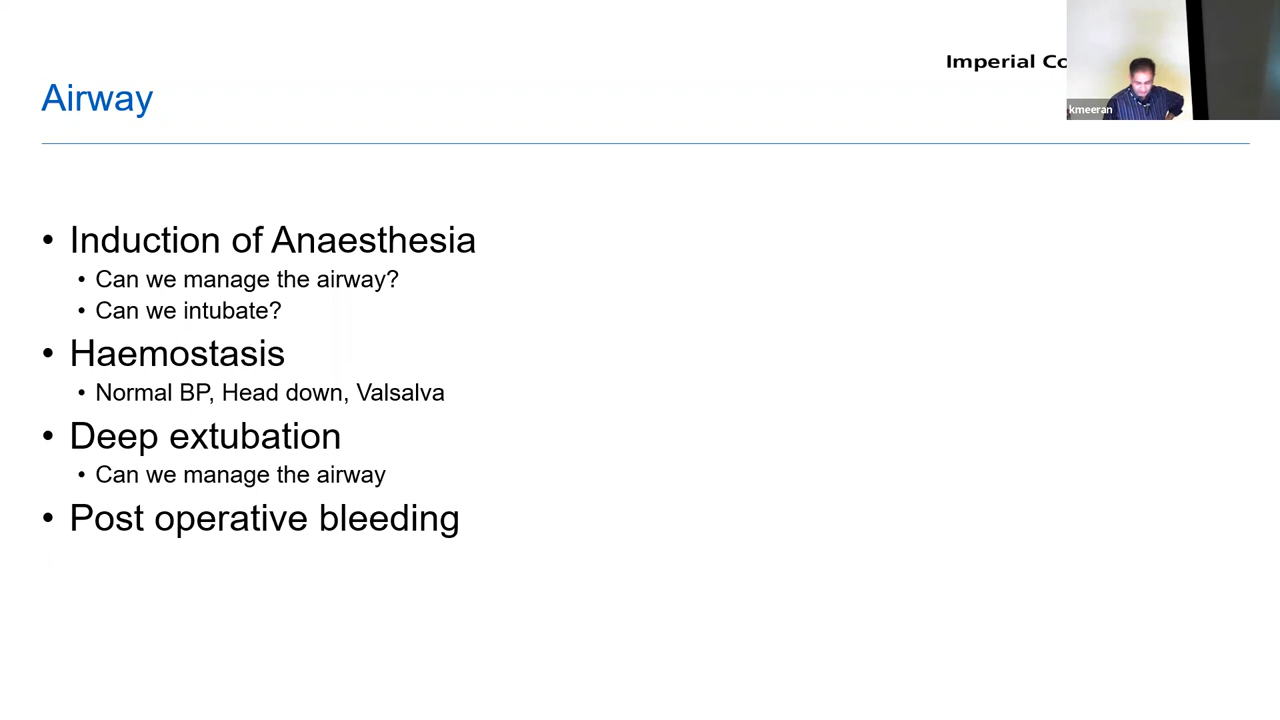 Imperial Co
kmeeran
Airway
• Induction of Anaesthesia
• Can we manage the airway?
• Can we intubate?
• Haemostasis
• Normal BP, Head down, Valsalva
• Deep extubation
• Can we manage the airway
• Post operative bleeding